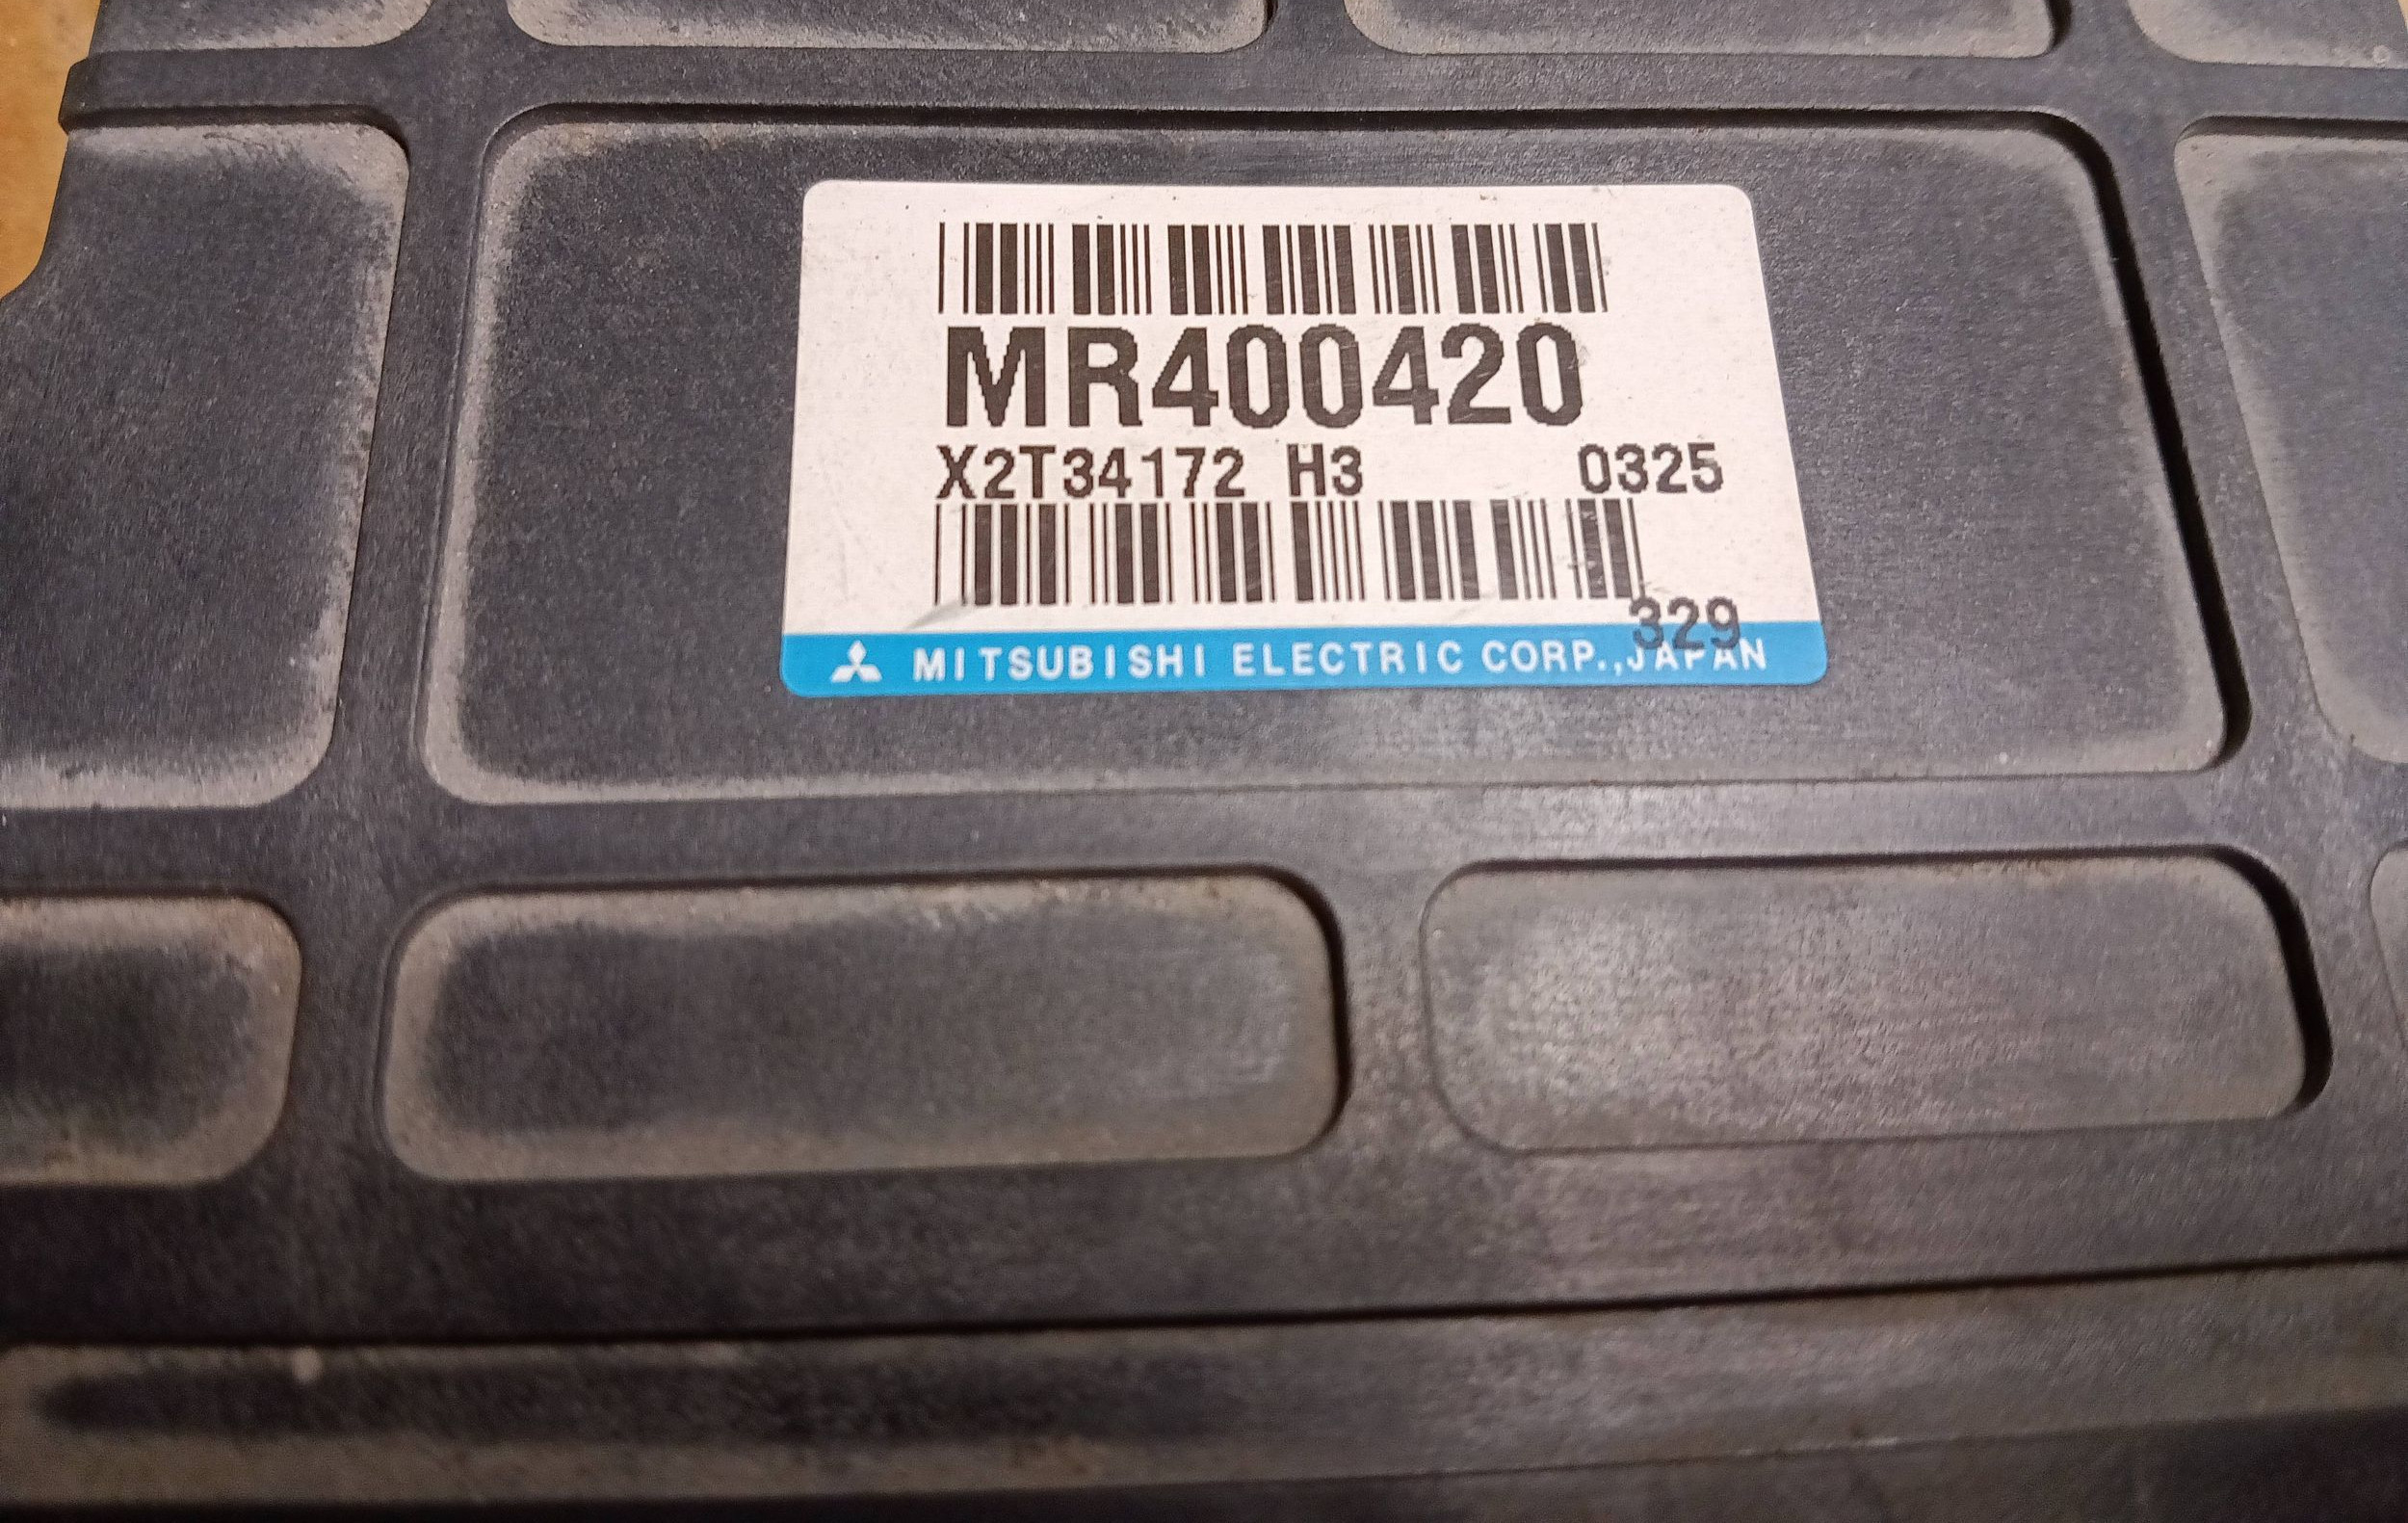 MR400420
X2T34172 H3 0325
329
MITSUBISHI ELECTRIC CORP.,JAPAN